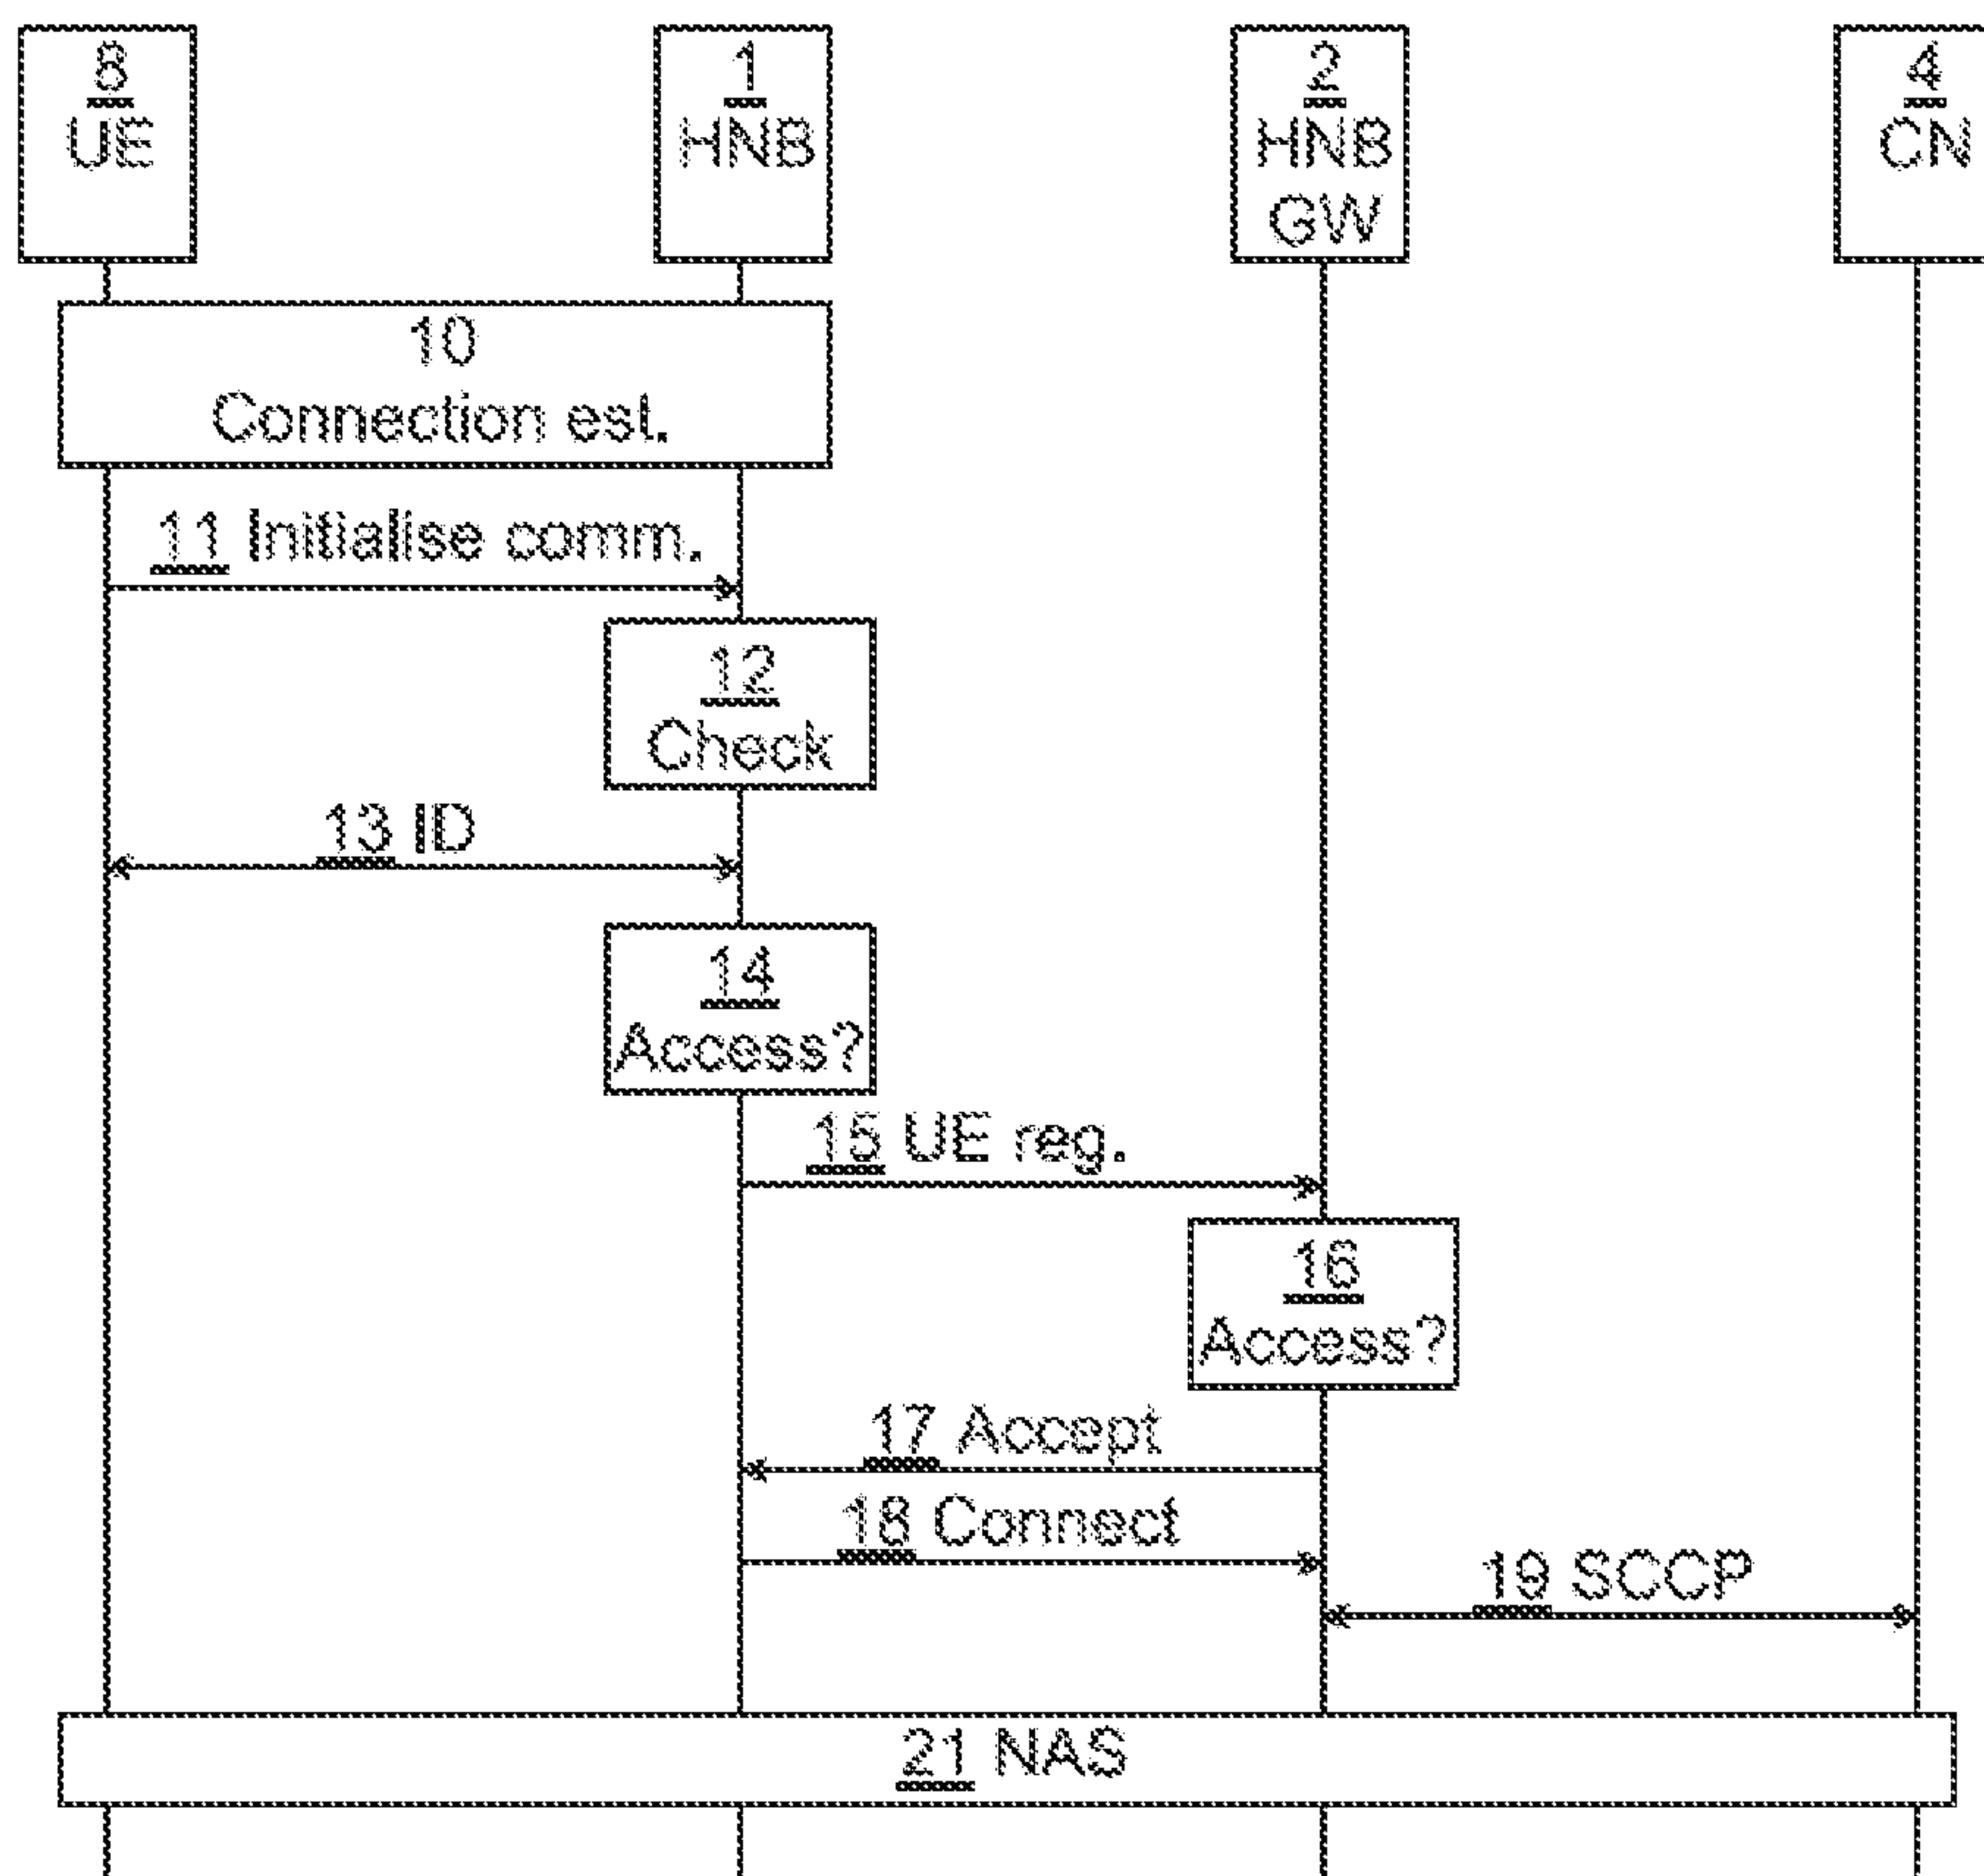 8
UE
1
HNB
2
HNB
GW
4
CN
10
Connection est.
11 Initialise comm.
12
Check
13 ID
14
Access?
15 UE reg.
16
Access?
17 Accept
18 Connect
19 SCCP
21 NAS